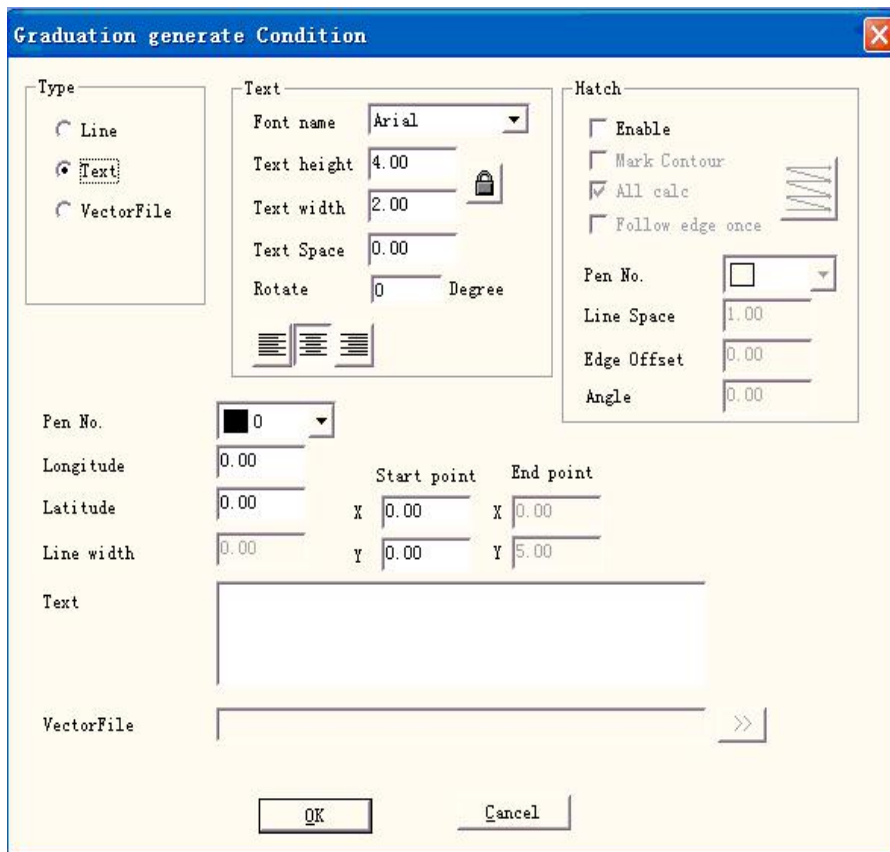 Graduation generate Condition
Type
Line
Text
VectorFile
Text
Font name Arial
Text height 4.00
Text width 2.00
Text Space 0.00
Rotate 0 Degree
Hatch
Enable
Mark Contour
All calc
Follow edge once
Pen No.
Line Space 1.00
Edge Offset 0.00
Angle 0.00
Pen No. 0
Longitude 0.00
Latitude 0.00
Line width 0.00
Start point End point
X 0.00 X 0.00
Y 0.00 Y 5.00
Text
VectorFile >>
OK Cancel